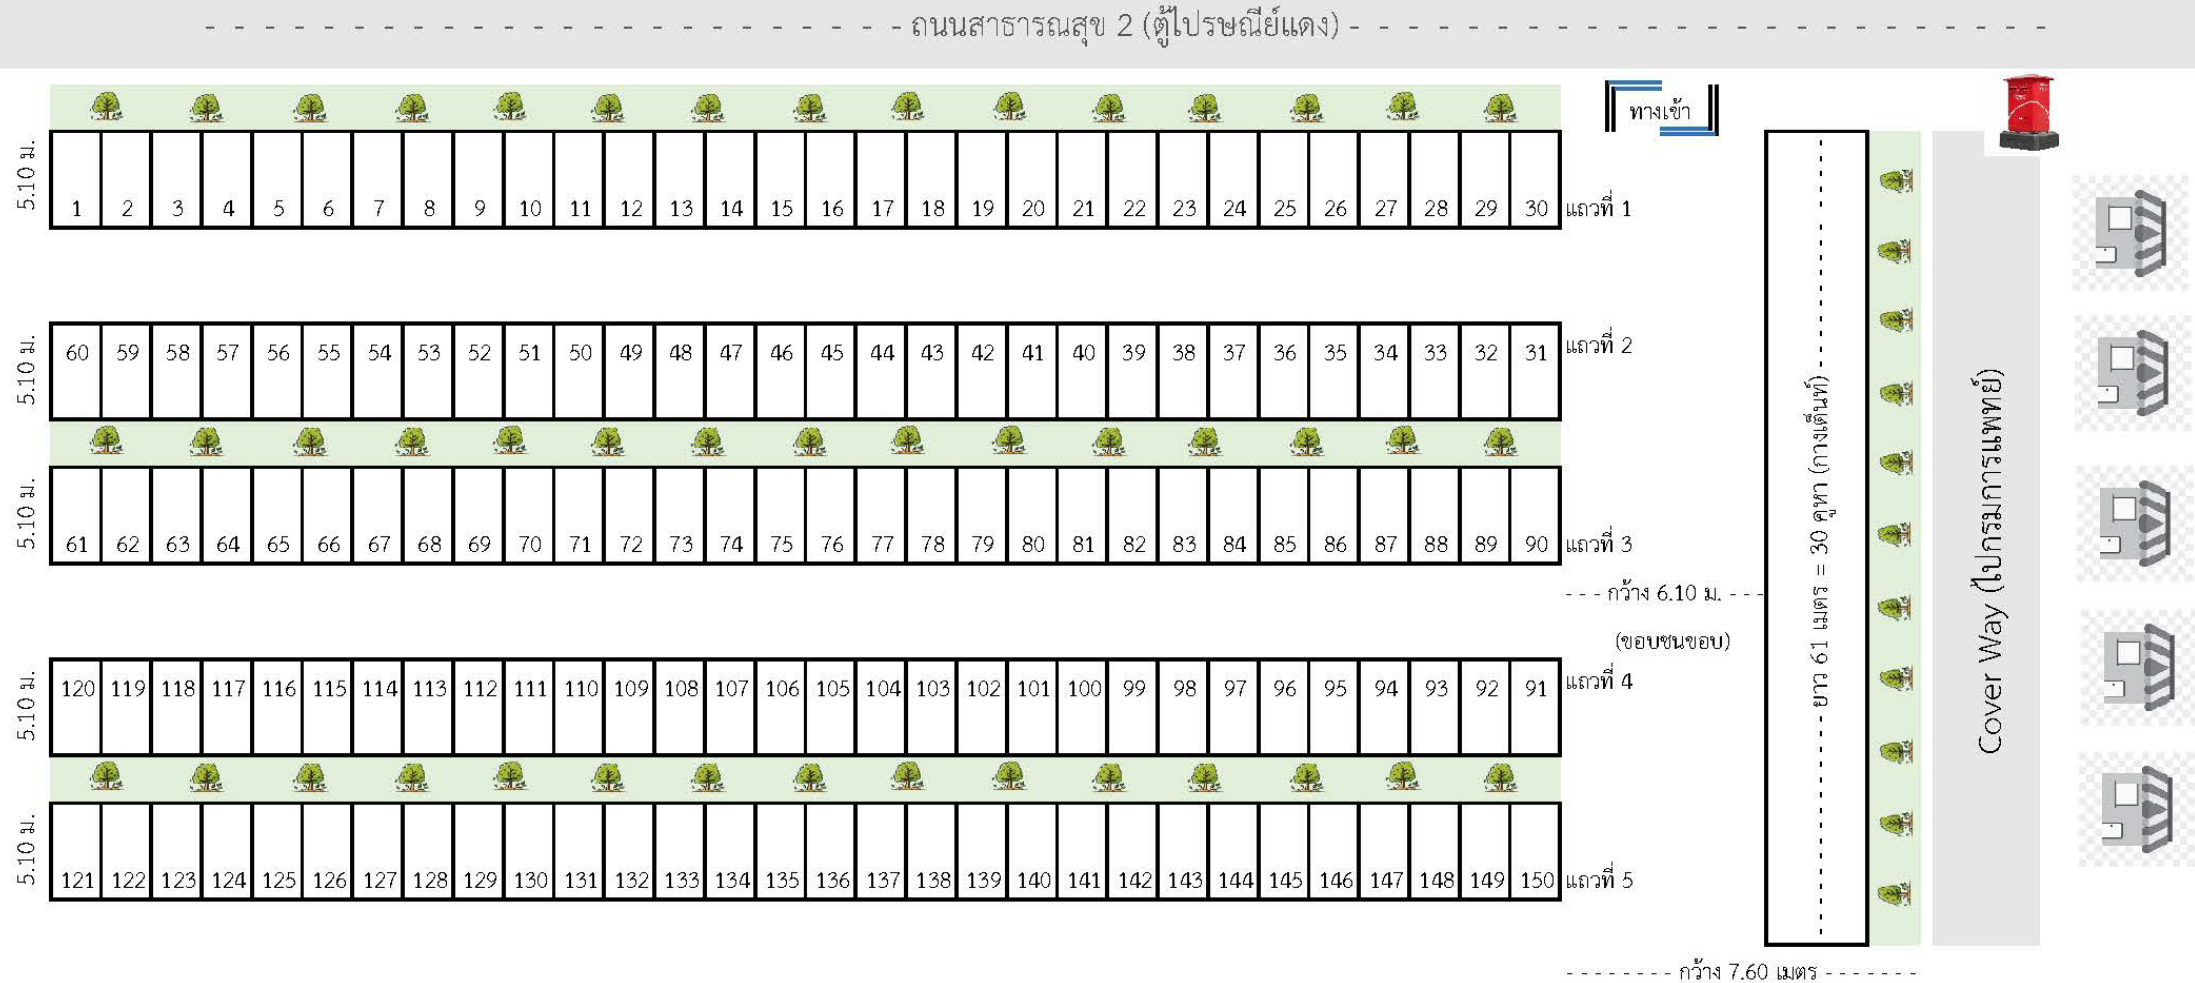 ถนนสาธารณสุข 2 (ตู้ไปรษณีย์แดง)
ทางเข้า
5.10 ม.
1 2 3 4 5 6 7 8 9 10 11 12 13 14 15 16 17 18 19 20 21 22 23 24 25 26 27 28 29 30 แถวที่ 1
5.10 ม.
60 59 58 57 56 55 54 53 52 51 50 49 48 47 46 45 44 43 42 41 40 39 38 37 36 35 34 33 32 31 แถวที่ 2
5.10 ม.
61 62 63 64 65 66 67 68 69 70 71 72 73 74 75 76 77 78 79 80 81 82 83 84 85 86 87 88 89 90 แถวที่ 3
กว้าง 6.10 ม.
(ขอบชนขอบ)
5.10 ม.
120 119 118 117 116 115 114 113 112 111 110 109 108 107 106 105 104 103 102 101 100 99 98 97 96 95 94 93 92 91 แถวที่ 4
5.10 ม.
121 122 123 124 125 126 127 128 129 130 131 132 133 134 135 136 137 138 139 140 141 142 143 144 145 146 147 148 149 150 แถวที่ 5
ยาว 61 เมตร = 30 คูหา (กางเต็นท์)
Cover Way (ไปกรมการแพทย์)
กว้าง 7.60 เมตร